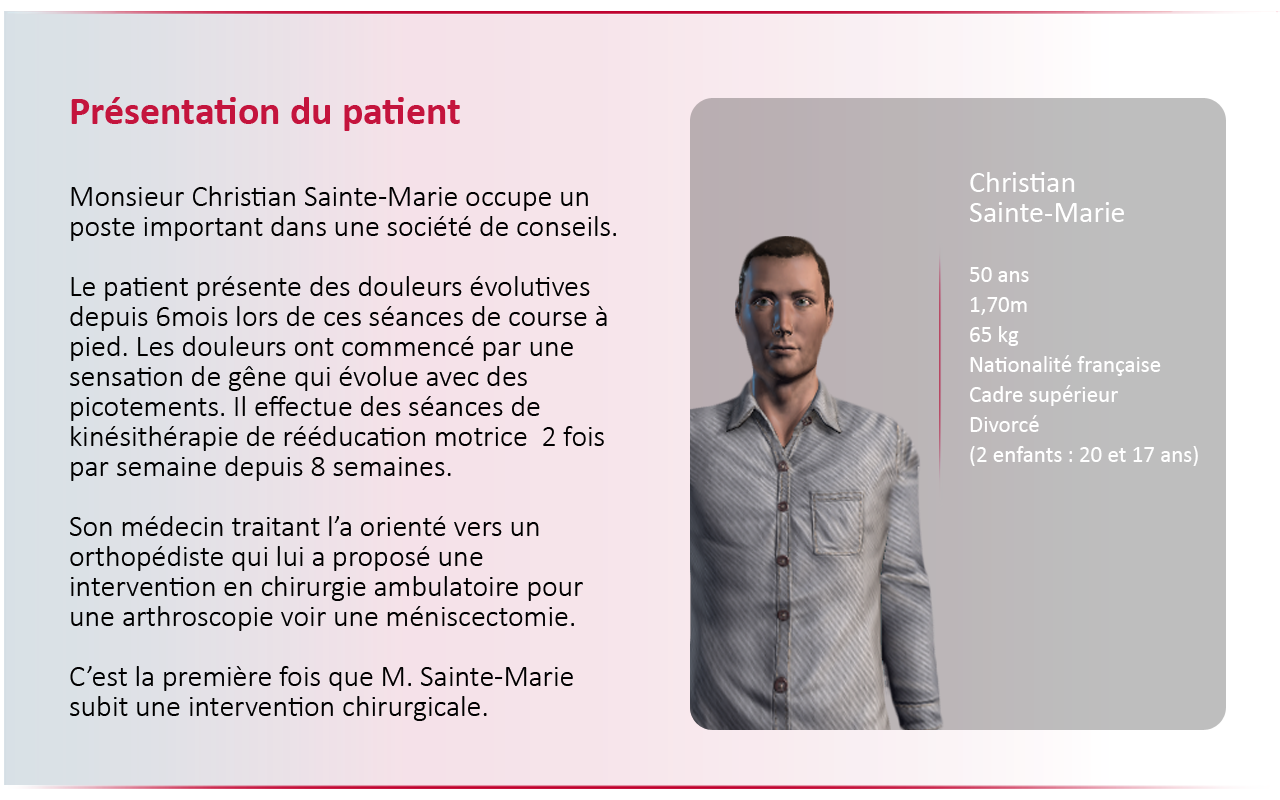 Présentation du patient
Monsieur Christian Sainte-Marie occupe un
poste important dans une société de conseils.
Le patient présente des douleurs évolutives
depuis 6mois lors de ces séances de course à
pied. Les douleurs ont commencé par une
sensation de gêne qui évolue avec des
picotements. Il effectue des séances de
kinésithérapie de rééducation motrice  2 fois
par semaine depuis 8 semaines.
Son médecin traitant l’a orienté vers un
orthopédiste qui lui a proposé une
intervention en chirurgie ambulatoire pour
une arthroscopie voir une méniscectomie.
C’est la première fois que M. Sainte-Marie
subit une intervention chirurgicale.
Christian
Sainte-Marie
50 ans
1,70m
65 kg
Nationalité française
Cadre supérieur
Divorcé
(2 enfants : 20 et 17 ans)